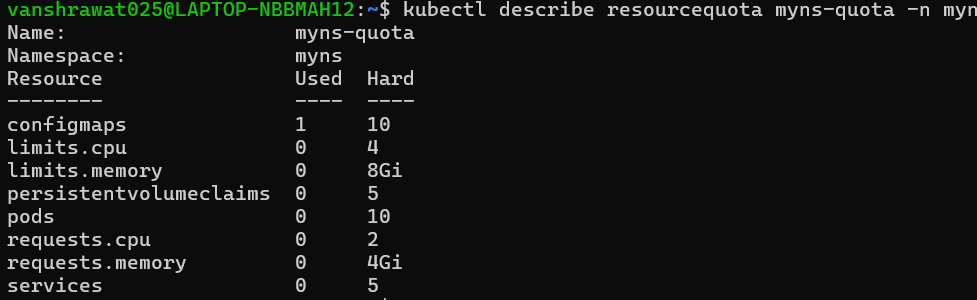 vanshrawat025@LAPTOP-NBBMAH12:~$ kubectl describe resourcequota myns-quota -n myn
Name:                   myns-quota
Namespace:              myns
Resource                Used  Hard
--------                ----  ----
configmaps              1     10
limits.cpu              0     4
limits.memory           0     8Gi
persistentvolumeclaims  0     5
pods                    0     10
requests.cpu            0     2
requests.memory         0     4Gi
services                0     5